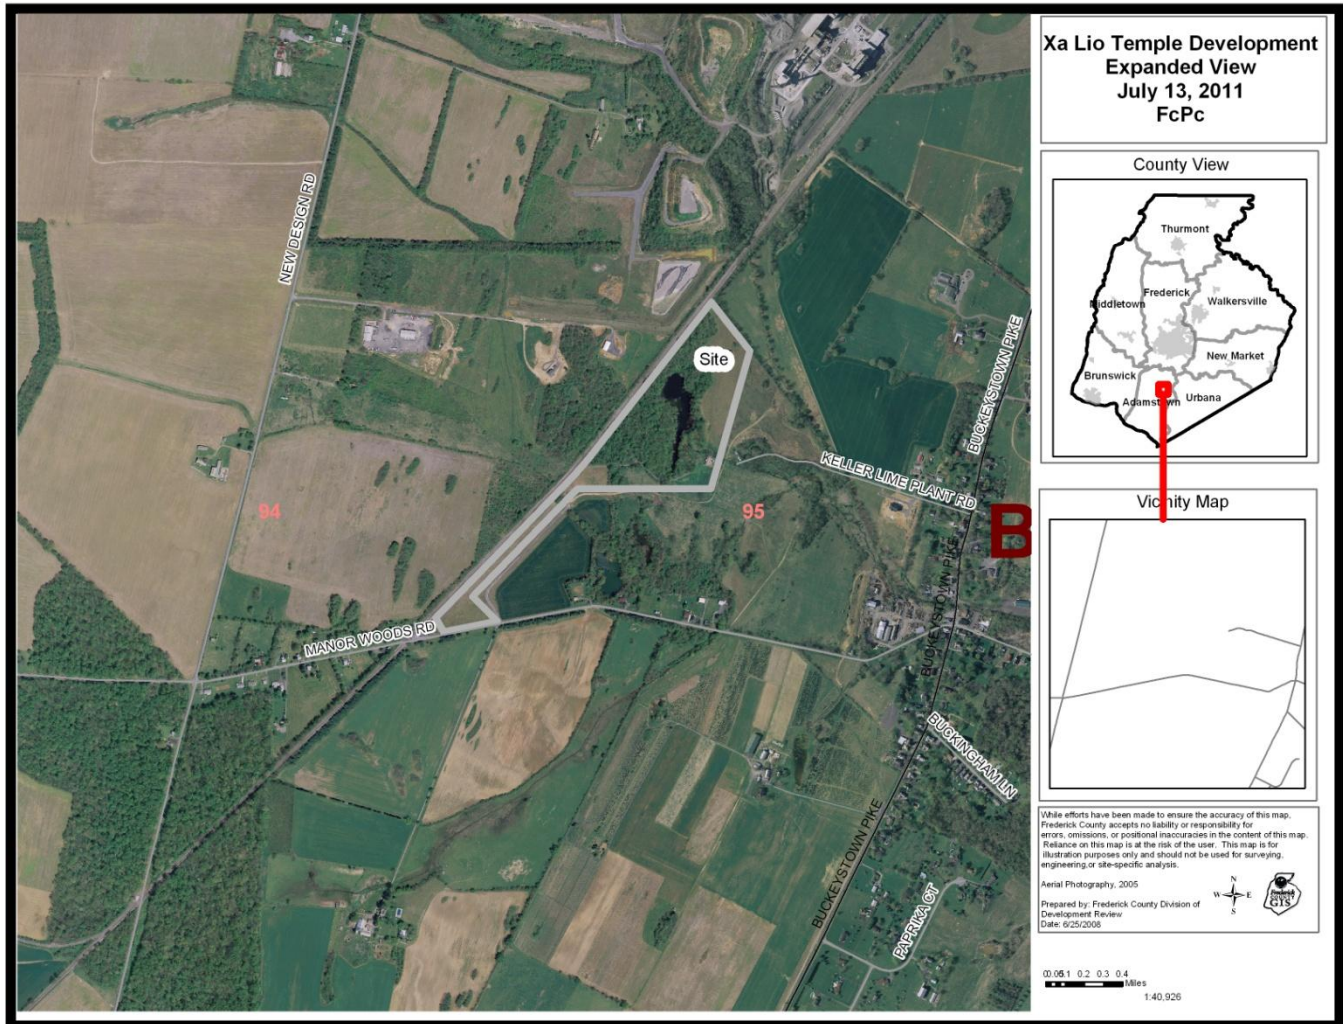 Xa Lio Temple Development
Expanded View
July 13, 2011
FcPc
County View
Thurmont
Frederick
Middletown
Walkersville
New Market
Brunswick
Adamstown
Urbana
Vicinity Map
NEW DESIGN RD
Site
BUCKEYSTOWN PIKE
KELLER LIME PLANT RD
94
95
B
BUCKEYSTOWN PIKE
MANOR WOODS RD
BUCKINGHAM LN
BUCKEYSTOWN PIKE
PAPRIKA CT
While efforts have been made to ensure the accuracy of this map,
Frederick County accepts no liability or responsibility for
errors, omissions, or positional inaccuracies in the content of this map.
Reliance on this map is at the risk of the user. This map is for
illustration purposes only and should not be used for surveying,
engineering,or site-specific analysis.
Aerial Photography, 2005
Prepared by: Frederick County Division of
Development Review
Date: 6/25/2008
N
W E
S
Frederick
County
GIS
0.1 0.2 0.3 0.4
Miles
1:40,926